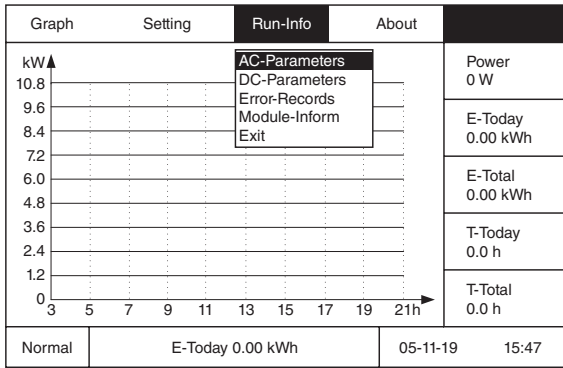 Graph Setting Run-Info About
AC-Parameters
DC-Parameters
Error-Records
Module-Inform
Exit
kW
10.8
9.6
8.4
7.2
6.0
4.8
3.6
2.4
1.2
0
3 5 7 9 11 13 15 17 19 21h
Power
0 W
E-Today
0.00 kWh
E-Total
0.00 kWh
T-Today
0.0 h
T-Total
0.0 h
Normal E-Today 0.00 kWh 05-11-19 15:47